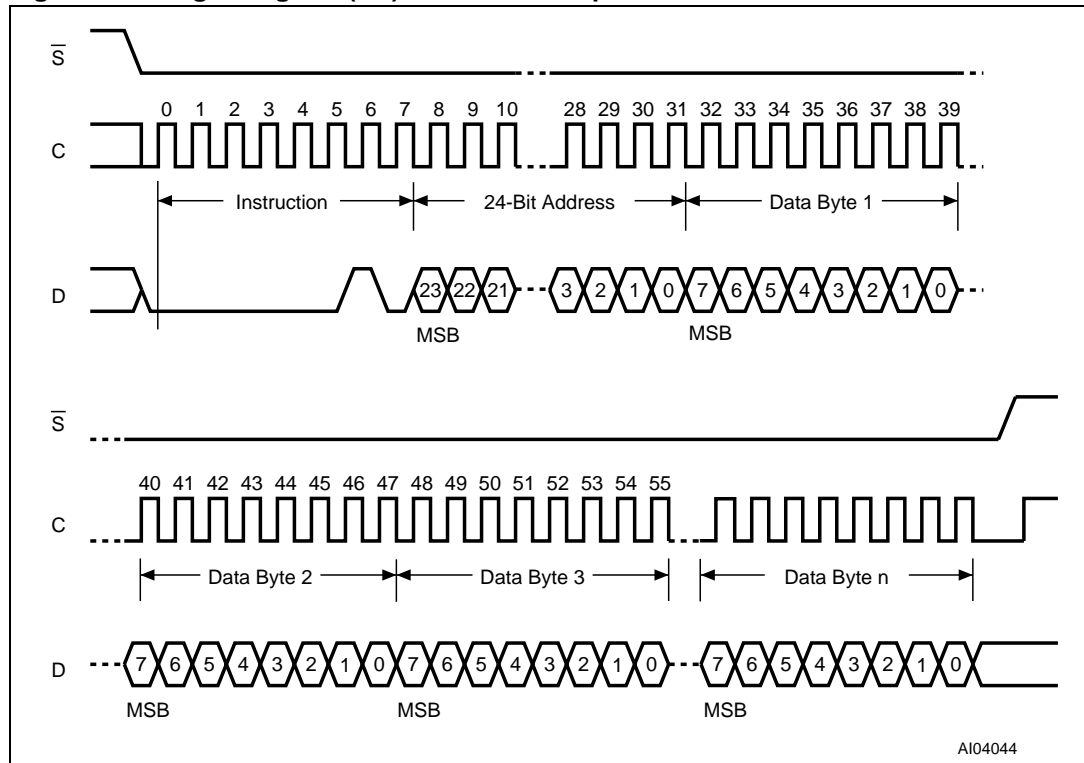 S
0 1 2 3 4 5 6 7 8 9 10 28 29 30 31 32 33 34 35 36 37 38 39
C
Instruction 24-Bit Address Data Byte 1
D 23 22 21 3 2 1 0 7 6 5 4 3 2 1 0
MSB MSB
S
40 41 42 43 44 45 46 47 48 49 50 51 52 53 54 55
C
Data Byte 2 Data Byte 3 Data Byte n
D 7 6 5 4 3 2 1 0 7 6 5 4 3 2 1 0 7 6 5 4 3 2 1 0
MSB MSB MSB
AI04044